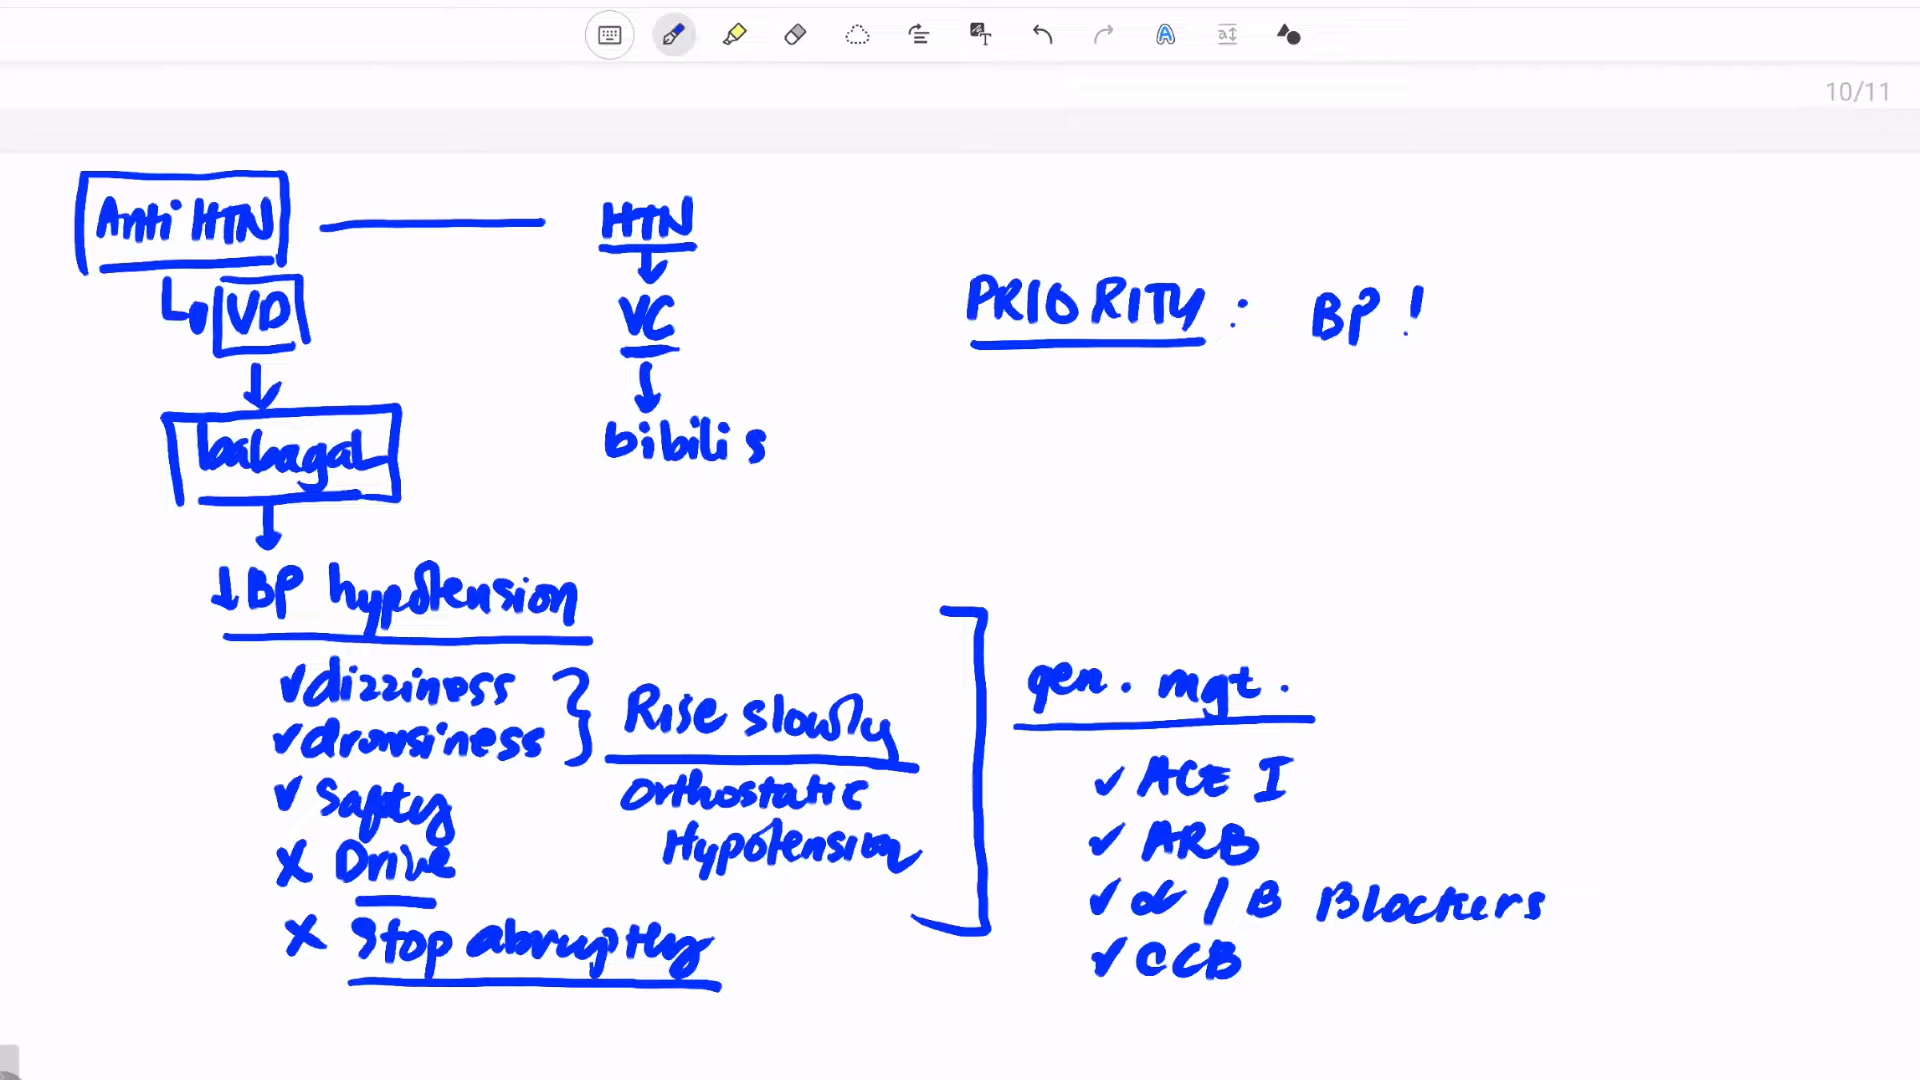 10/11
Anti HTN
HTN
VD
VC
babagal
bibilis
PRIORITY : BP !
↓BP hypotension
✓dizziness
✓drowsiness
Rise slowly
Orthostatic
Hypotension
✓ Safety
X Drive
X Stop abruptly
gen. mgt.
✓ ACE I
✓ ARB
✓ α / B Blockers
✓ CCB